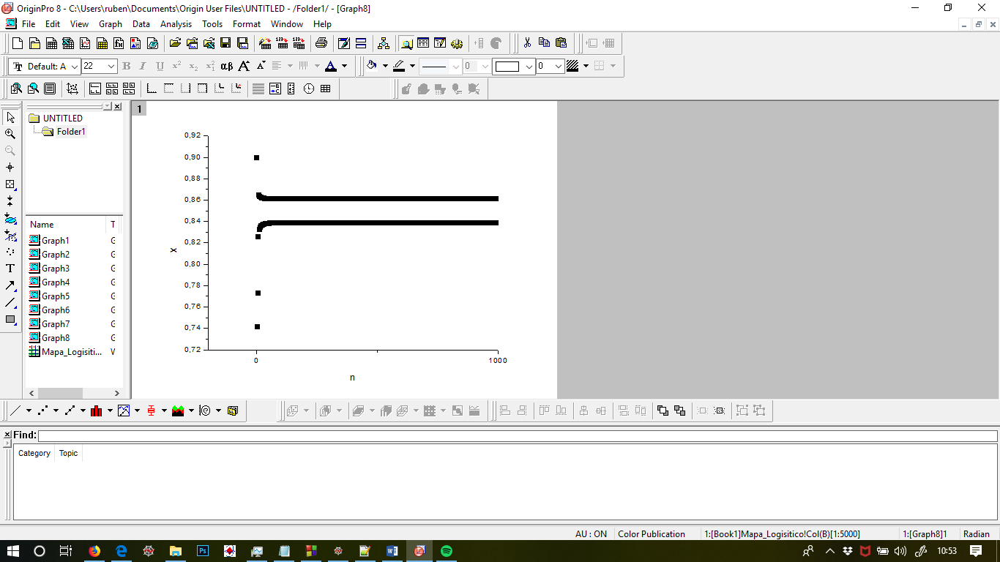 OriginPro 8 - C:\Users\ruben\Documents\Origin User Files\UNTITLED - /Folder1/ - [Graph8]
File Edit View Graph Data Analysis Tools Format Window Help
Default: A 22 B I U x² x₂ αβ A A A 0 0
1
UNTITLED
Folder1
Name T
Graph1 G
Graph2 G
Graph3 G
Graph4 G
Graph5 G
Graph6 G
Graph7 G
Graph8 G
Mapa_Logisiti... V
0,92
0,90
0,88
0,86
0,84
0,82
0,80
0,78
0,76
0,74
0,72
x
0 1000
n
Find:
Category Topic
AU : ON Color Publication 1:[Book1]Mapa_Logisitico!Col(B)[1:5000] 1:[Graph8]1 Radian
10:53